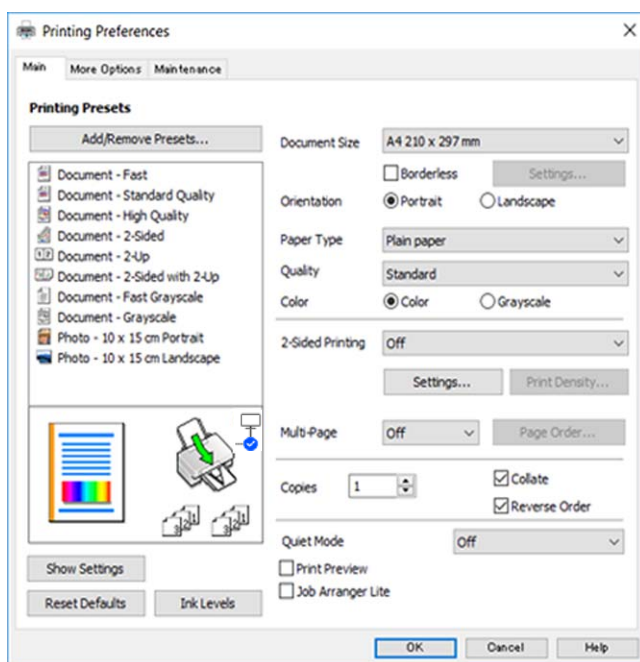 Printing Preferences
Main More Options Maintenance
Printing Presets
Add/Remove Presets...
Document - Fast
Document - Standard Quality
Document - High Quality
Document - 2-Sided
Document - 2-Up
Document - 2-Sided with 2-Up
Document - Fast Grayscale
Document - Grayscale
Photo - 10 x 15 cm Portrait
Photo - 10 x 15 cm Landscape
Show Settings
Reset Defaults Ink Levels
Document Size A4 210 x 297 mm
Borderless Settings...
Orientation Portrait Landscape
Paper Type Plain paper
Quality Standard
Color Color Grayscale
2-Sided Printing Off
Settings... Print Density...
Multi-Page Off Page Order...
Copies 1 Collate
Reverse Order
Quiet Mode Off
Print Preview
Job Arranger Lite
OK Cancel Help